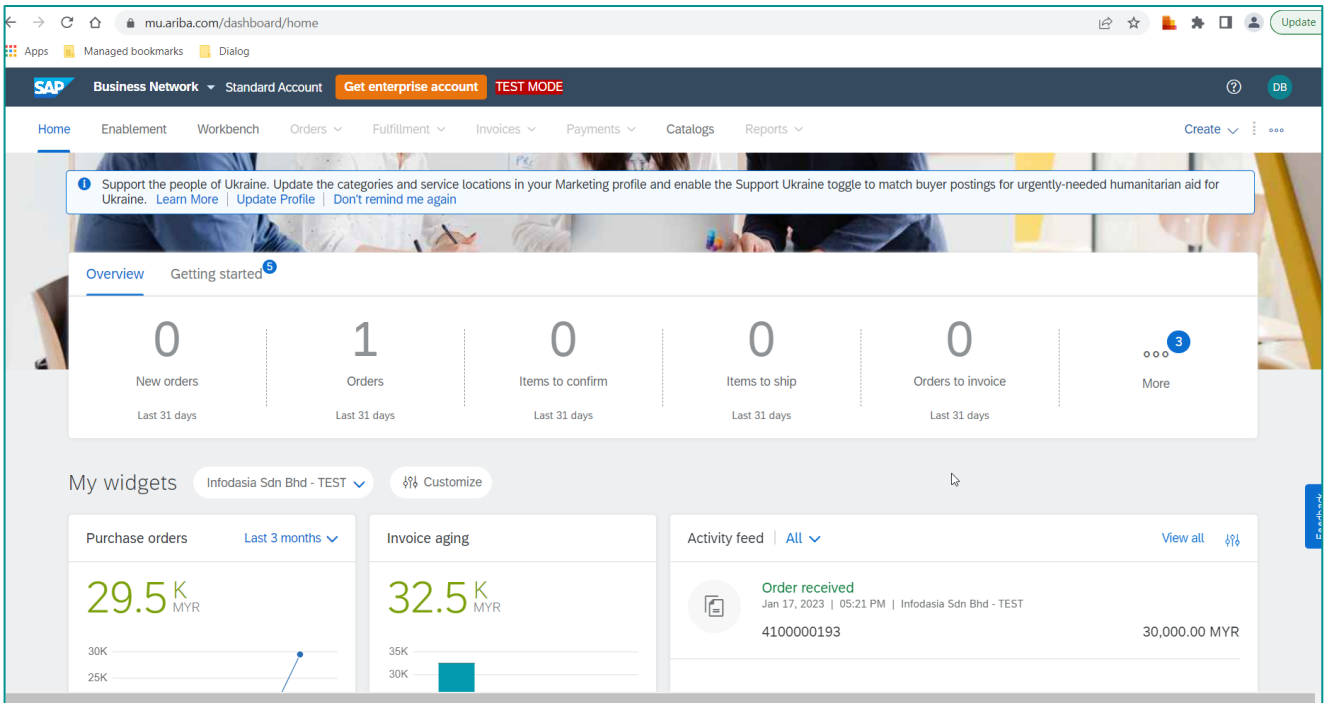 mu.ariba.com/dashboard/home
Update
Apps Managed bookmarks Dialog
SAP Business Network Standard Account Get enterprise account TEST MODE DB
Home Enablement Workbench Orders Fulfillment Invoices Payments Catalogs Reports Create
Support the people of Ukraine. Update the categories and service locations in your Marketing profile and enable the Support Ukraine toggle to match buyer postings for urgently-needed humanitarian aid for
Ukraine. Learn More | Update Profile | Don't remind me again
Overview Getting started 5
0 1 0 0 0 3
New orders Orders Items to confirm Items to ship Orders to invoice More
Last 31 days Last 31 days Last 31 days Last 31 days Last 31 days
My widgets Infodasia Sdn Bhd - TEST Customize
Purchase orders Last 3 months
29.5 K MYR
30K
25K
Invoice aging
32.5 K MYR
35K
30K
Activity feed | All View all
Order received
Jan 17, 2023 | 05:21 PM | Infodasia Sdn Bhd - TEST
4100000193 30,000.00 MYR